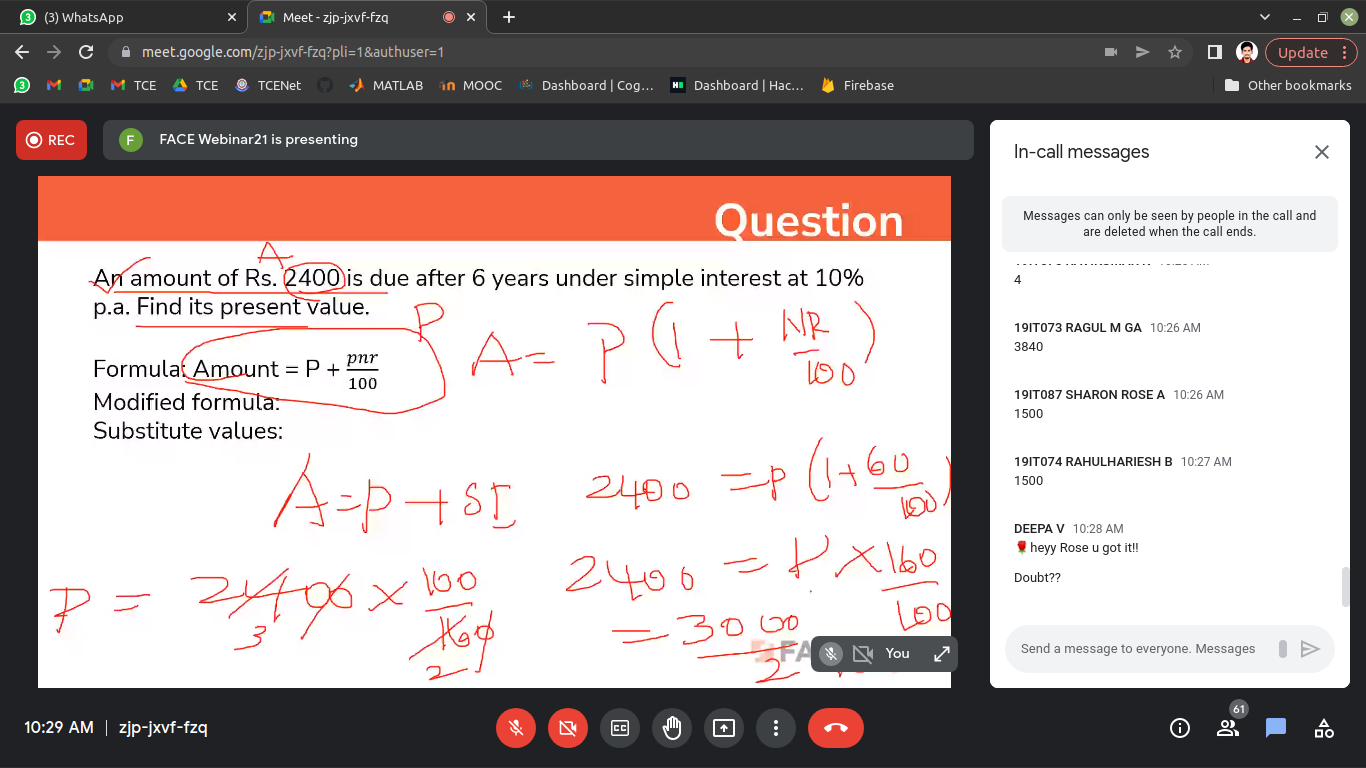 (3) WhatsApp
Meet - zjp-jxvf-fzq
meet.google.com/zjp-jxvf-fzq?pli=1&authuser=1
Update
3 TCE TCE TCENet MATLAB MOOC Dashboard | Cog… Dashboard | Hac… Firebase Other bookmarks
REC
F FACE Webinar21 is presenting
Question
A
An amount of Rs. 2400 is due after 6 years under simple interest at 10%
p.a. Find its present value.
P
Formula: Amount = P + pnr/100
A = P (1 + NR/100)
Modified formula:
Substitute values:
A = P + SI
2400 = P (1 + 60/100)
2400 = P × 160/100
P = 2400 × 100/160
3 2
= 3000/2
You
In-call messages
Messages can only be seen by people in the call and
are deleted when the call ends.
4
19IT073 RAGUL M GA 10:26 AM
3840
19IT087 SHARON ROSE A 10:26 AM
1500
19IT074 RAHULHARIESH B 10:27 AM
1500
DEEPA V 10:28 AM
🌹heyy Rose u got it!!
Doubt??
Send a message to everyone. Messages
10:29 AM | zjp-jxvf-fzq
61